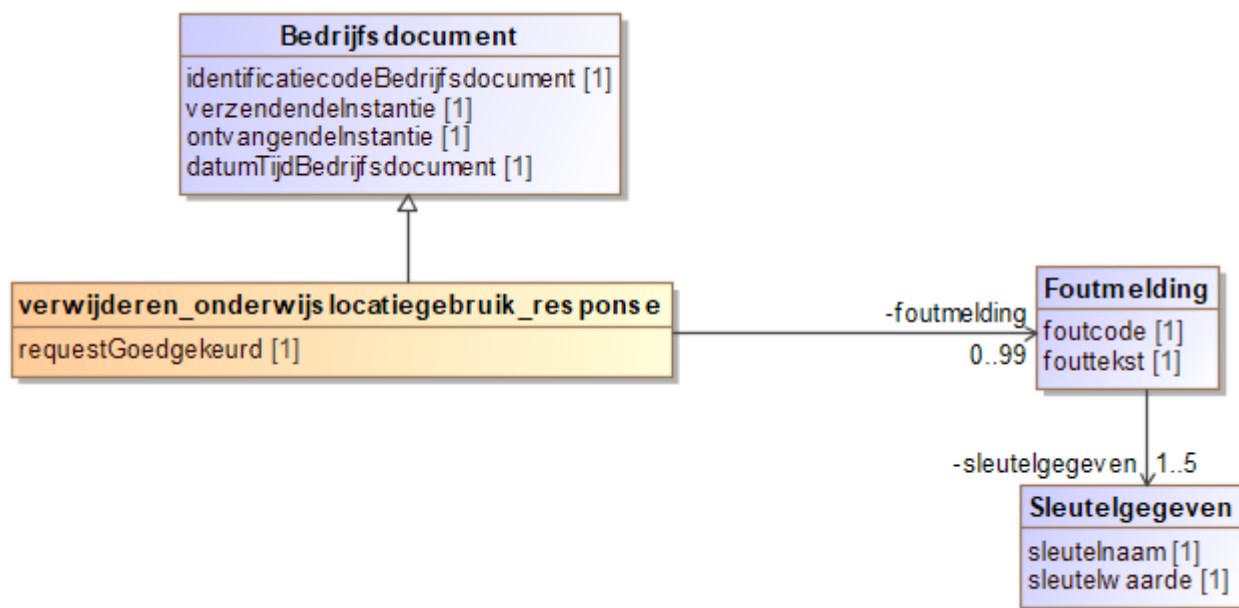 Bedrijfsdocument
identificatiecodeBedrijfsdocument [1]
verzendendeInstantie [1]
ontvangendeInstantie [1]
datumTijdBedrijfsdocument [1]
verwijderen_onderwijslocatiegebruik_response
requestGoedgekeurd [1]
-foutmelding
0..99
Foutmelding
foutcode [1]
fouttekst [1]
-sleutelgegeven 1..5
Sleutelgegeven
sleutelnaam [1]
sleutelwaarde [1]